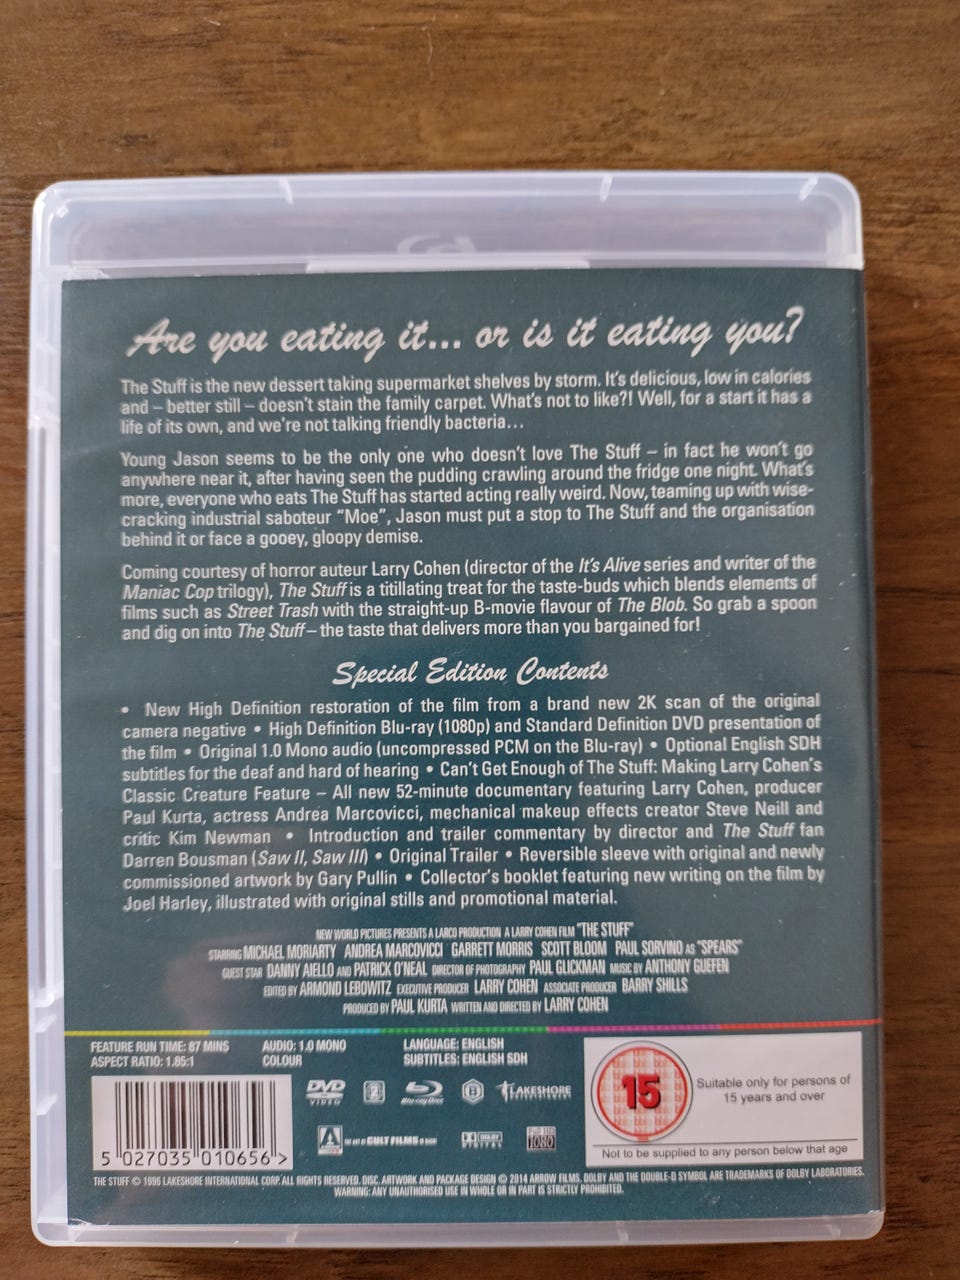 Are you eating it... or is it eating you?
The Stuff is the new dessert taking supermarket shelves by storm. It's delicious, low in calories
and – better still – doesn't stain the family carpet. What's not to like?! Well, for a start it has a
life of its own, and we're not talking friendly bacteria...
Young Jason seems to be the only one who doesn't love The Stuff – in fact he won't go
anywhere near it, after having seen the pudding crawling around the fridge one night. What's
more, everyone who eats The Stuff has started acting really weird. Now, teaming up with wise-
cracking industrial saboteur "Moe", Jason must put a stop to The Stuff and the organisation
behind it or face a gooey, gloopy demise.
Coming courtesy of horror auteur Larry Cohen (director of the It's Alive series and writer of the
Maniac Cop trilogy), The Stuff is a titillating treat for the taste-buds which blends elements of
films such as Street Trash with the straight-up B-movie flavour of The Blob. So grab a spoon
and dig on into The Stuff – the taste that delivers more than you bargained for!
Special Edition Contents
• New High Definition restoration of the film from a brand new 2K scan of the original
camera negative • High Definition Blu-ray (1080p) and Standard Definition DVD presentation of
the film • Original 1.0 Mono audio (uncompressed PCM on the Blu-ray) • Optional English SDH
subtitles for the deaf and hard of hearing • Can't Get Enough of The Stuff: Making Larry Cohen's
Classic Creature Feature – All new 52-minute documentary featuring Larry Cohen, producer
Paul Kurta, actress Andrea Marcovicci, mechanical makeup effects creator Steve Neill and
critic Kim Newman • Introduction and trailer commentary by director and The Stuff fan
Darren Bousman (Saw II, Saw III) • Original Trailer • Reversible sleeve with original and newly
commissioned artwork by Gary Pullin • Collector's booklet featuring new writing on the film by
Joel Harley, illustrated with original stills and promotional material.
NEW WORLD PICTURES PRESENTS A LARCO PRODUCTION A LARRY COHEN FILM "THE STUFF"
STARRING MICHAEL MORIARTY ANDREA MARCOVICCI GARRETT MORRIS SCOTT BLOOM PAUL SORVINO AS "SPEARS"
GUEST STAR DANNY AIELLO AND PATRICK O'NEAL DIRECTOR OF PHOTOGRAPHY PAUL GLICKMAN MUSIC BY ANTHONY GUEFEN
EDITED BY ARMOND LEBOWITZ EXECUTIVE PRODUCER LARRY COHEN ASSOCIATE PRODUCER BARRY SHILLS
PRODUCED BY PAUL KURTA WRITTEN AND DIRECTED BY LARRY COHEN
FEATURE RUN TIME: 87 MINS
ASPECT RATIO: 1.85:1
AUDIO: 1.0 MONO
COLOUR
LANGUAGE: ENGLISH
SUBTITLES: ENGLISH SDH
DVD VIDEO 2 Blu-ray Disc B LAKESHORE
CULT FILMS DOLBY DIGITAL Full HD 1080
15
Suitable only for persons of
15 years and over
Not to be supplied to any person below that age
5 027035 010656 >
THE STUFF © 1996 LAKESHORE INTERNATIONAL CORP. ALL RIGHTS RESERVED. DISC, ARTWORK AND PACKAGE DESIGN © 2014 ARROW FILMS. DOLBY AND THE DOUBLE-D SYMBOL ARE TRADEMARKS OF DOLBY LABORATORIES.
WARNING: ANY UNAUTHORISED USE IN WHOLE OR IN PART IS STRICTLY PROHIBITED.